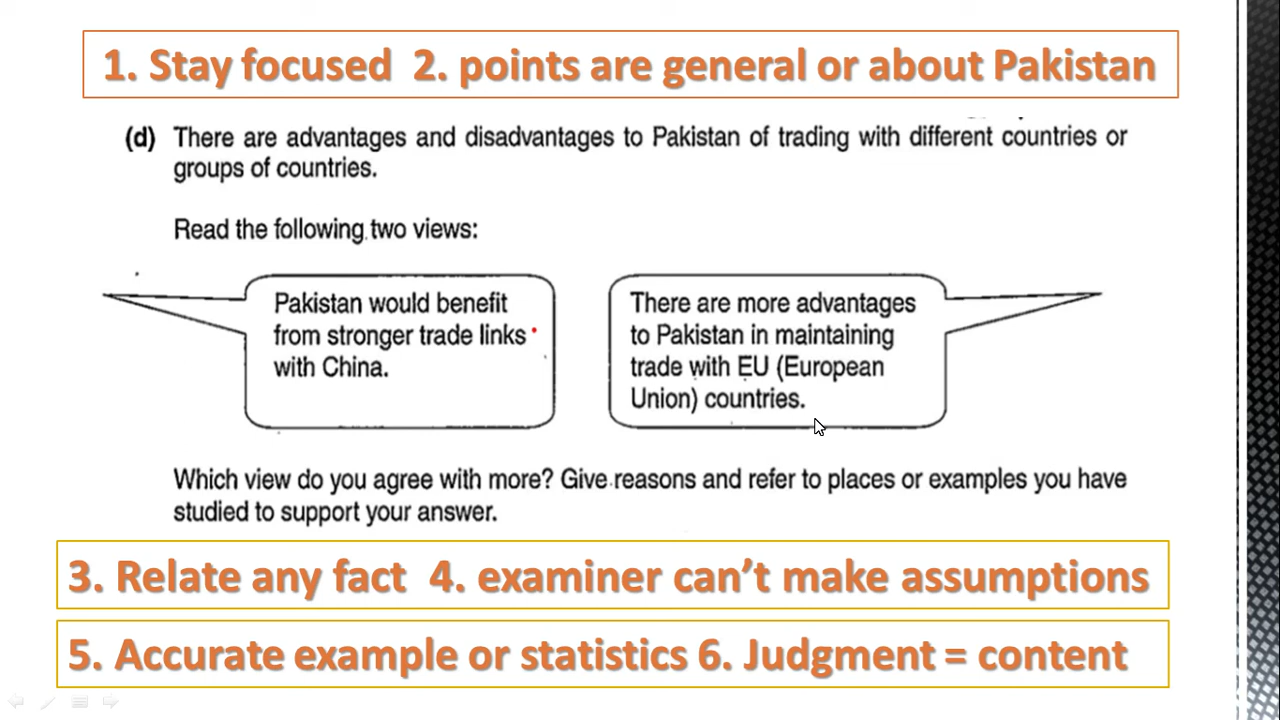 1. Stay focused 2. points are general or about Pakistan
(d) There are advantages and disadvantages to Pakistan of trading with different countries or
groups of countries.
Read the following two views:
Pakistan would benefit
from stronger trade links
with China.
There are more advantages
to Pakistan in maintaining
trade with EU (European
Union) countries.
Which view do you agree with more? Give reasons and refer to places or examples you have
studied to support your answer.
3. Relate any fact 4. examiner can't make assumptions
5. Accurate example or statistics 6. Judgment = content